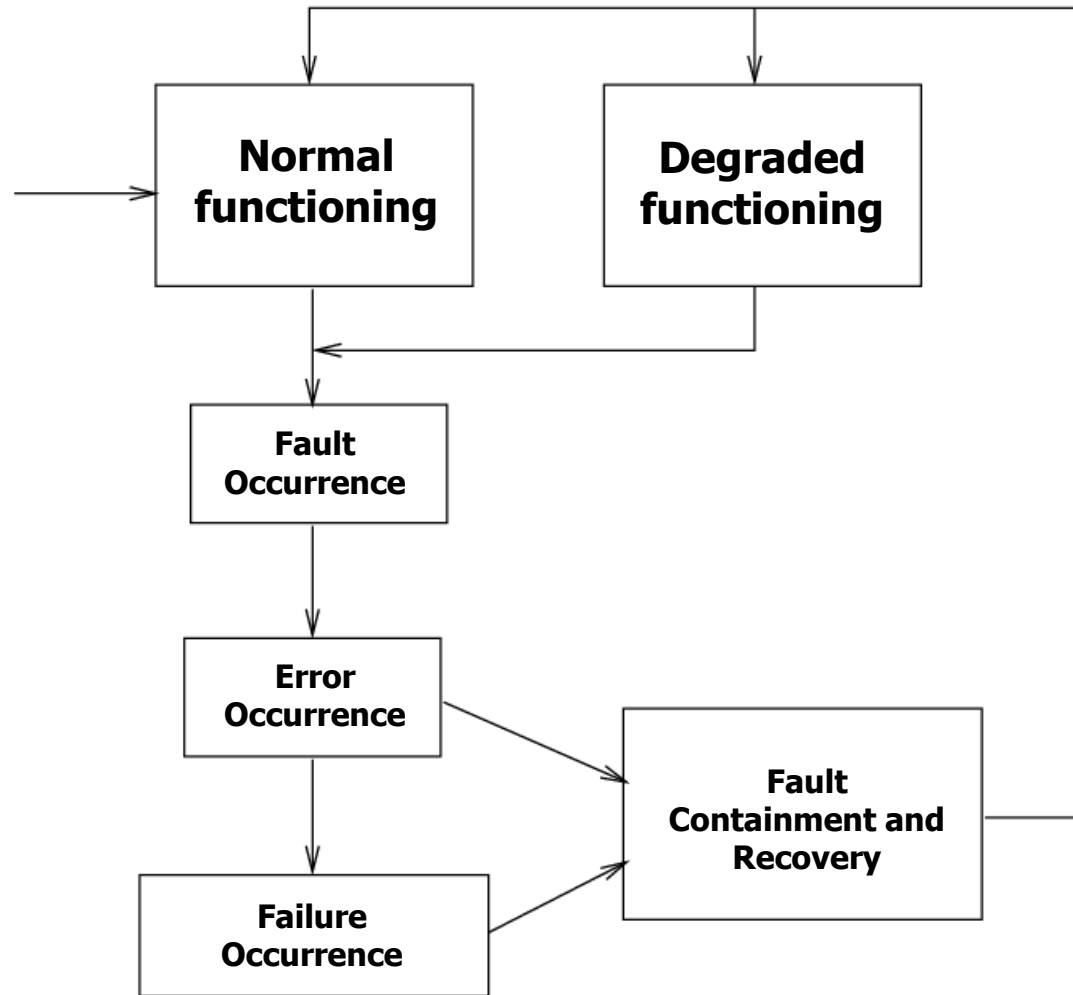 Normal
functioning
Degraded
functioning
Fault
Occurrence
Error
Occurrence
Fault
Containment and
Recovery
Failure
Occurrence